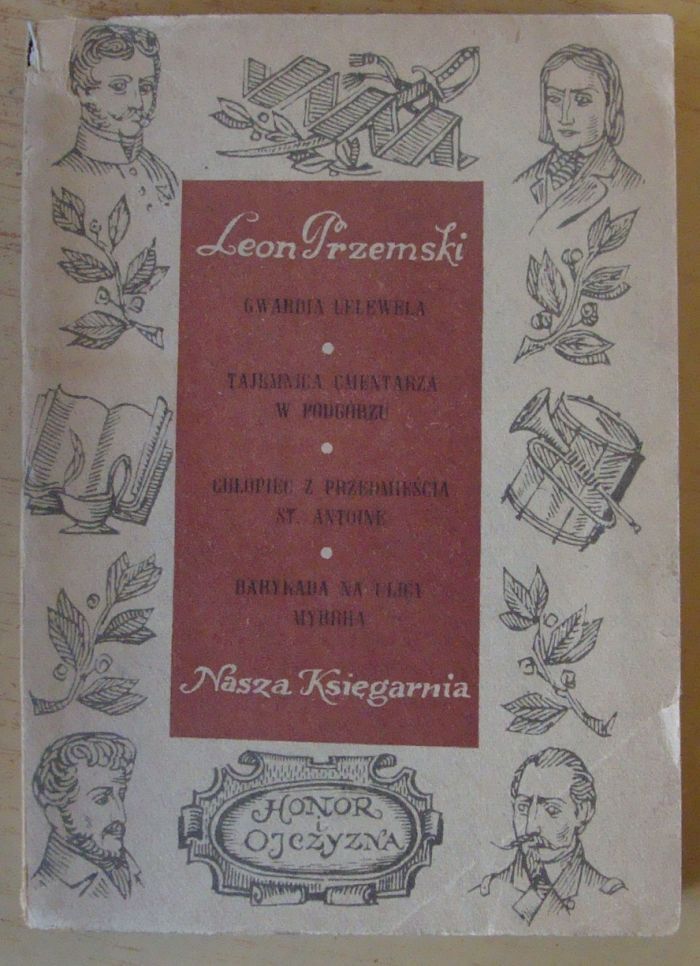 Leon Przemski
GWARDIA LELEWELA
TAJEMNICA CMENTARZA
W PODGÓRZU
CHŁOPIEC Z PRZEDMIEŚCIA
ST. ANTOINE
BARYKADA NA ULICY
MYRRHA
Nasza Księgarnia
HONOR
i
OJCZYZNA